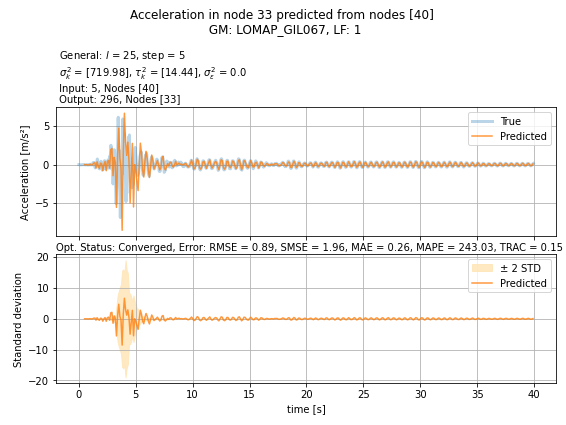 Acceleration in node 33 predicted from nodes [40]
GM: LOMAP_GIL067, LF: 1
General: l = 25, step = 5
σ²ₖ = [719.98], τ²ₖ = [14.44], σ²ₑ = 0.0
Input: 5, Nodes [40]
Output: 296, Nodes [33]
True
Predicted
5
0
−5
Acceleration [m/s²]
Opt. Status: Converged, Error: RMSE = 0.89, SMSE = 1.96, MAE = 0.26, MAPE = 243.03, TRAC = 0.15
± 2 STD
Predicted
20
10
0
−10
−20
Standard deviation
0 5 10 15 20 25 30 35 40
time [s]